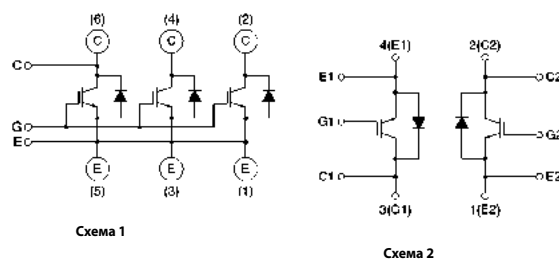 (6) (4) (2)
C C C
C
G
E
E E E
(5) (3) (1)
Схема 1
4(E1) 2(C2)
E1 C2
G1 G2
C1 E2
3(C1) 1(E2)
Схема 2